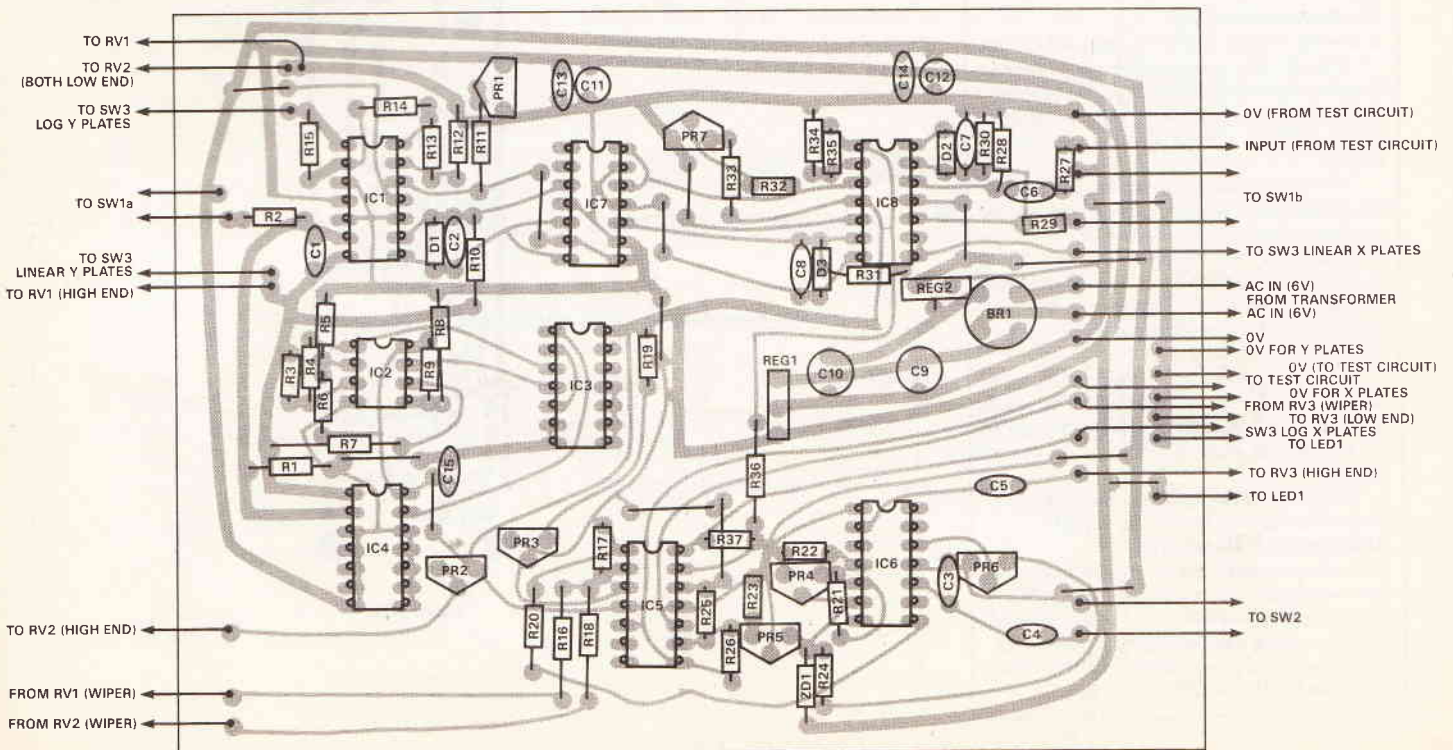 TO RV1
TO RV2
(BOTH LOW END)
TO SW3
LOG Y PLATES
TO SW1a
TO SW3
LINEAR Y PLATES
TO RV1 (HIGH END)
TO RV2 (HIGH END)
FROM RV1 (WIPER)
FROM RV2 (WIPER)
PR1
C13
C11
C14
C12
R14
R15
R13
R12
R11
IC1
IC7
PR7
R33
R32
R34
R35
IC8
D2
C7
R30
R28
R27
C6
R29
R2
C1
D1
C2
R10
C8
D3
R31
REG2
BR1
R5
R8
R3
R4
R6
IC2
R9
IC3
R19
REG1
C10
C9
R7
R1
C15
R36
C5
IC4
PR2
PR3
R17
R37
R22
IC6
PR4
C3
PR6
R20
R16
R18
IC5
R25
R23
R21
R26
PR5
C4
ZD1
R24
0V (FROM TEST CIRCUIT)
INPUT (FROM TEST CIRCUIT)
TO SW1b
TO SW3 LINEAR X PLATES
AC IN (6V)
FROM TRANSFORMER
AC IN (6V)
0V
0V FOR Y PLATES
0V (TO TEST CIRCUIT)
TO TEST CIRCUIT
0V FOR X PLATES
FROM RV3 (WIPER)
TO RV3 (LOW END)
SW3 LOG X PLATES
TO LED1
TO RV3 (HIGH END)
TO LED1
TO SW2